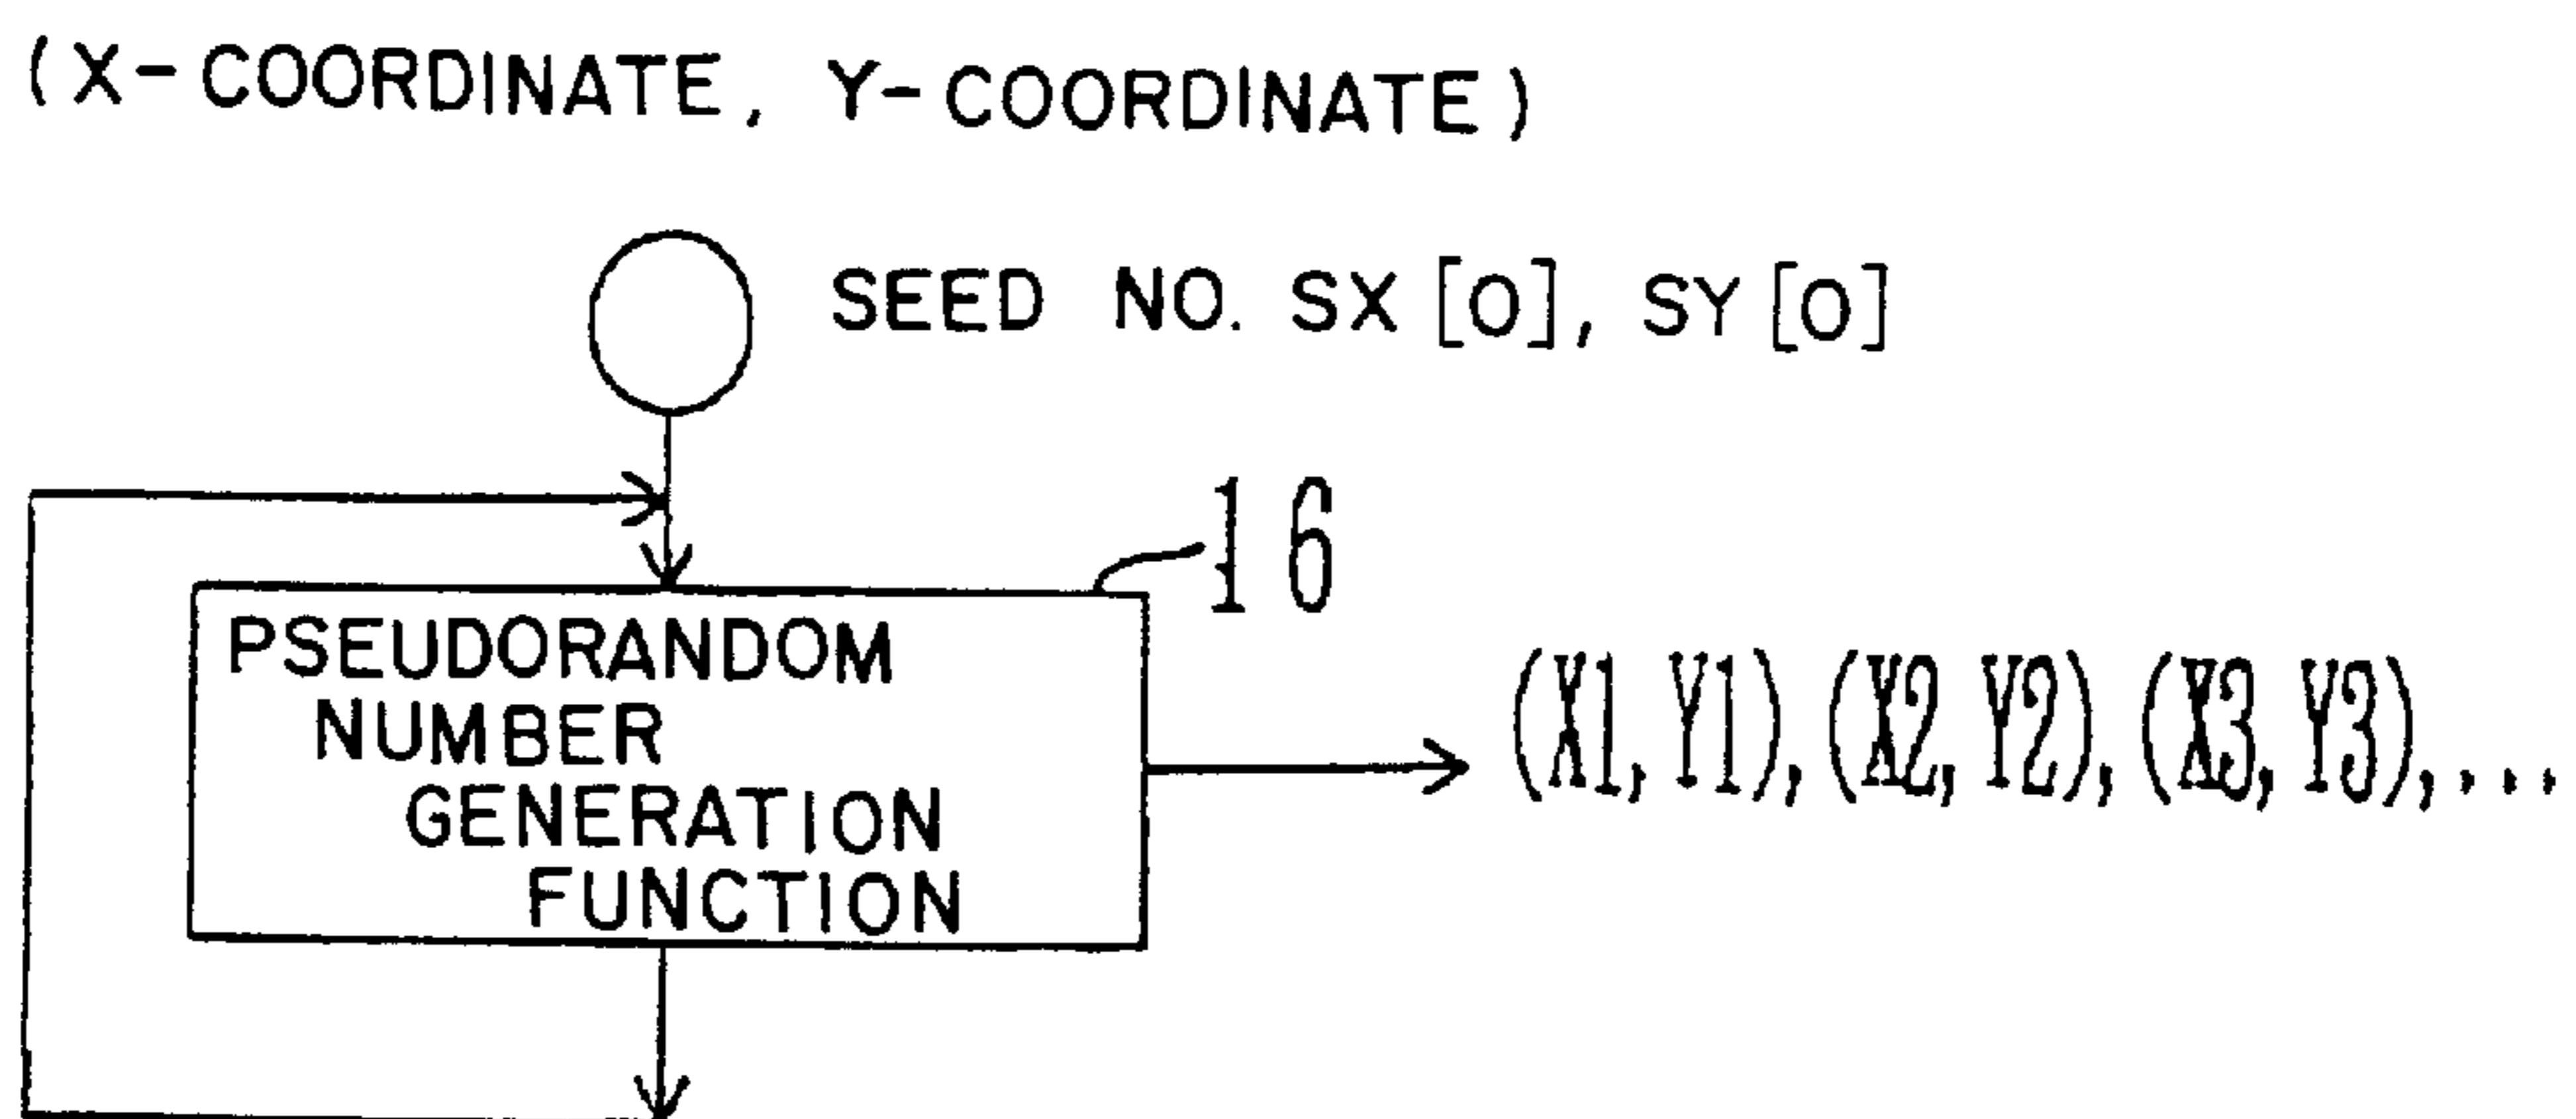 (X-COORDINATE, Y-COORDINATE)
SEED NO. SX[0], SY[0]
16
PSEUDORANDOM
NUMBER
GENERATION
FUNCTION
(X1, Y1), (X2, Y2), (X3, Y3), ...